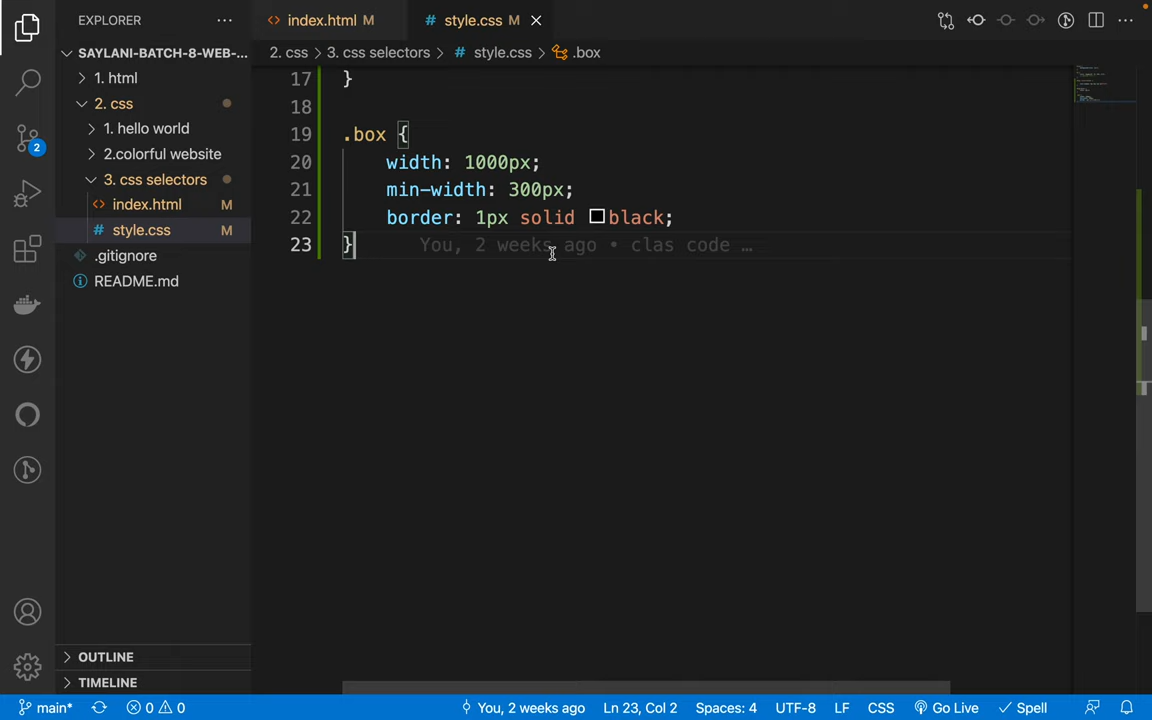 EXPLORER
SAYLANI-BATCH-8-WEB-...
1. html
2. css
1. hello world
2.colorful website
3. css selectors
<> index.html M
# style.css M
.gitignore
README.md
OUTLINE
TIMELINE
<> index.html M
# style.css M
2. css > 3. css selectors > # style.css > .box
17 }
18
19 .box {
20     width: 1000px;
21     min-width: 300px;
22     border: 1px solid black;
23 } You, 2 weeks ago • clas code …
2
main* 0 0 You, 2 weeks ago Ln 23, Col 2 Spaces: 4 UTF-8 LF CSS Go Live Spell